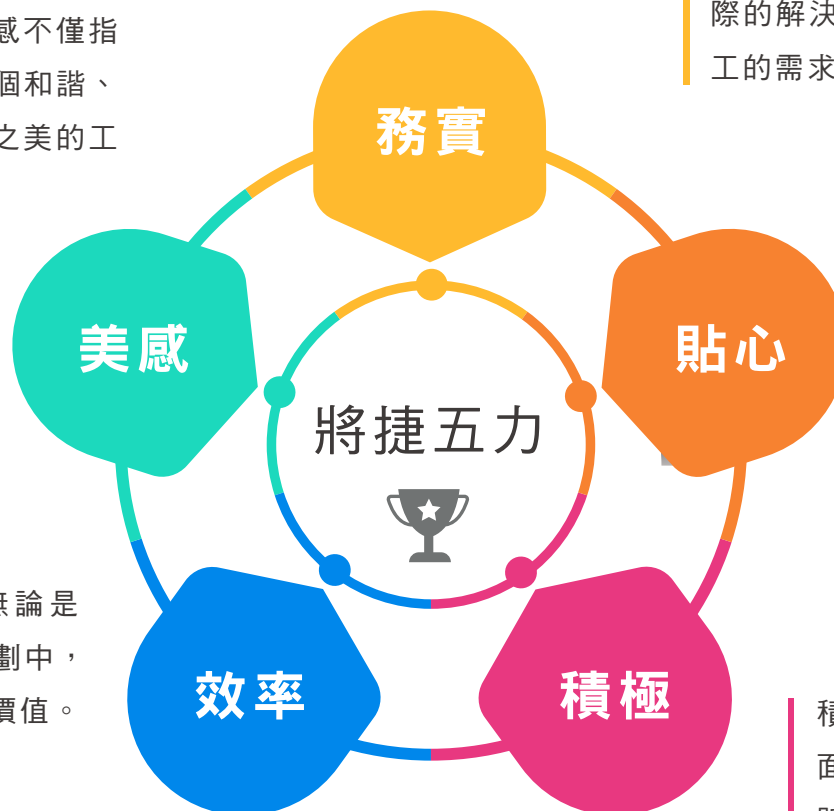 感不僅指
個和諧、
之美的工
際的解決
工的需求
務實
美感
貼心
將捷五力
無論是
劃中，
價值。
效率
積極
積
面